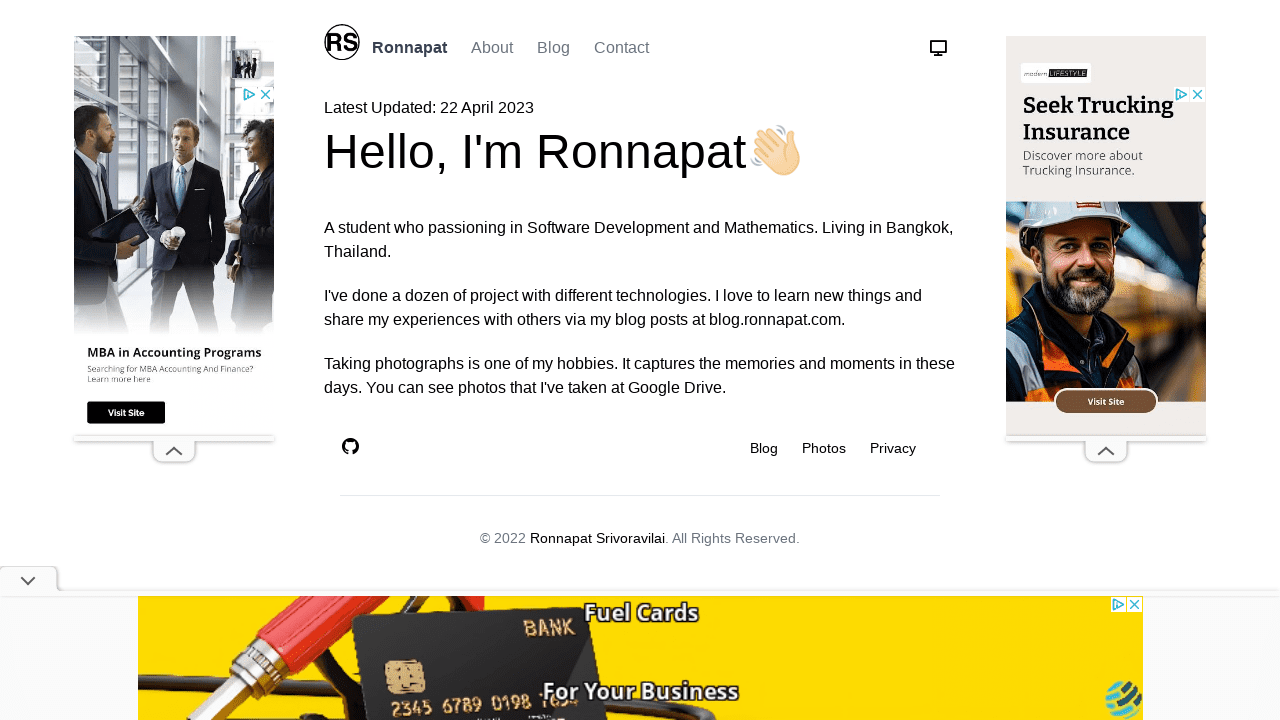 RS
Ronnapat About Blog Contact
Latest Updated: 22 April 2023
Hello, I'm Ronnapat
A student who passioning in Software Development and Mathematics. Living in Bangkok,
Thailand.
I've done a dozen of project with different technologies. I love to learn new things and
share my experiences with others via my blog posts at blog.ronnapat.com.
Taking photographs is one of my hobbies. It captures the memories and moments in these
days. You can see photos that I've taken at Google Drive.
Blog Photos Privacy
© 2022 Ronnapat Srivoravilai. All Rights Reserved.
MBA in Accounting Programs
Searching for MBA Accounting And Finance?
Learn more here
Visit Site
modern LIFESTYLE
Seek Trucking
Insurance
Discover more about
Trucking Insurance.
Visit Site
Fuel Cards
BANK
For Your Business
2345 6789 0198